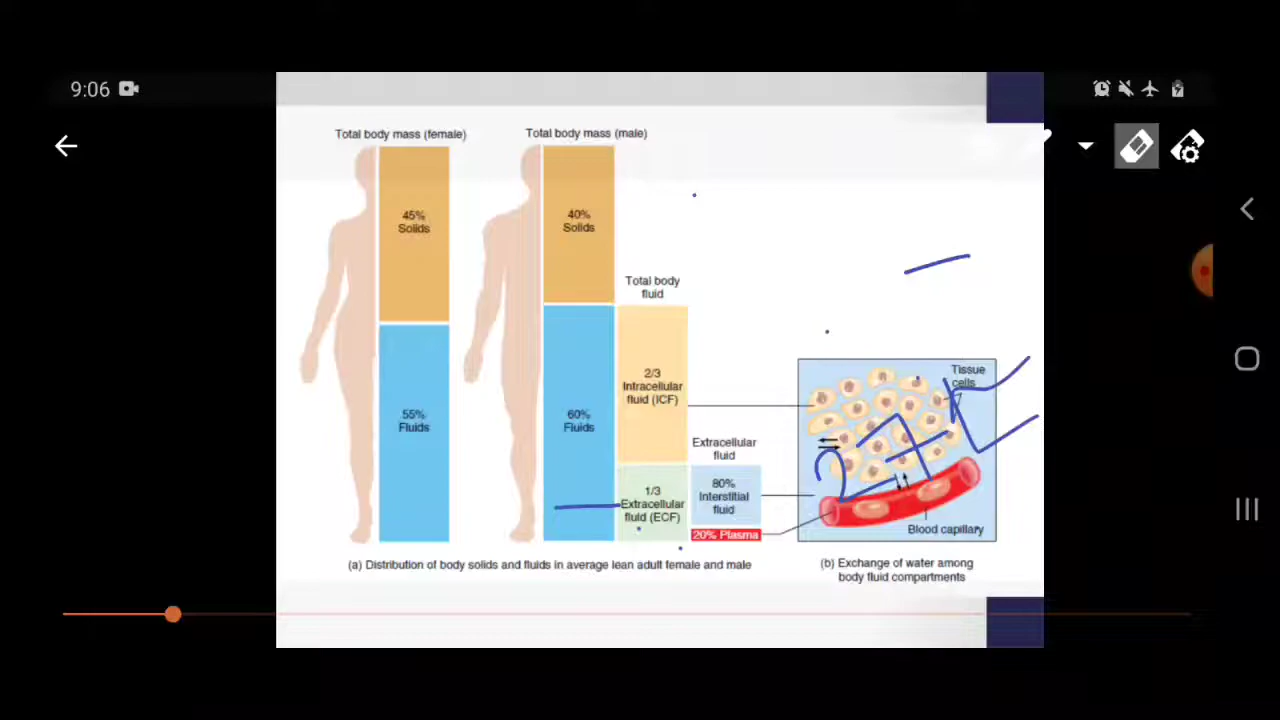 9:06
Total body mass (female)
Total body mass (male)
45%
Solids
40%
Solids
Total body
fluid
2/3
Intracellular
fluid (ICF)
55%
Fluids
60%
Fluids
Tissue
cells
Extracellular
fluid
1/3
Extracellular
fluid (ECF)
80%
Interstitial
fluid
20% Plasma
Blood capillary
(a) Distribution of body solids and fluids in average lean adult female and male
(b) Exchange of water among
body fluid compartments